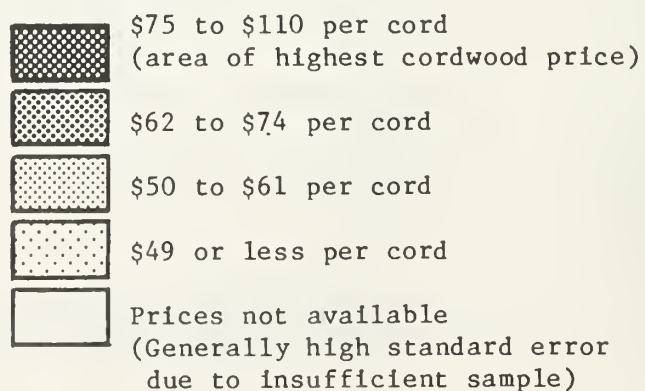 $75 to $110 per cord
(area of highest cordwood price)
$62 to $74 per cord
$50 to $61 per cord
$49 or less per cord
Prices not available
(Generally high standard error
due to insufficient sample)